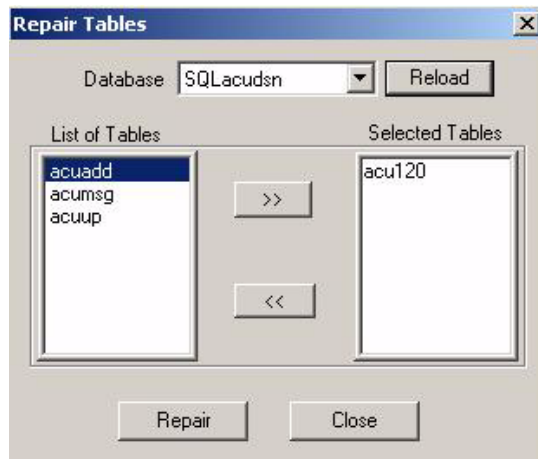 Repair Tables
Database SQLacudsn Reload
List of Tables Selected Tables
acuadd acu120
acumsg
acuup
>>
<<
Repair Close